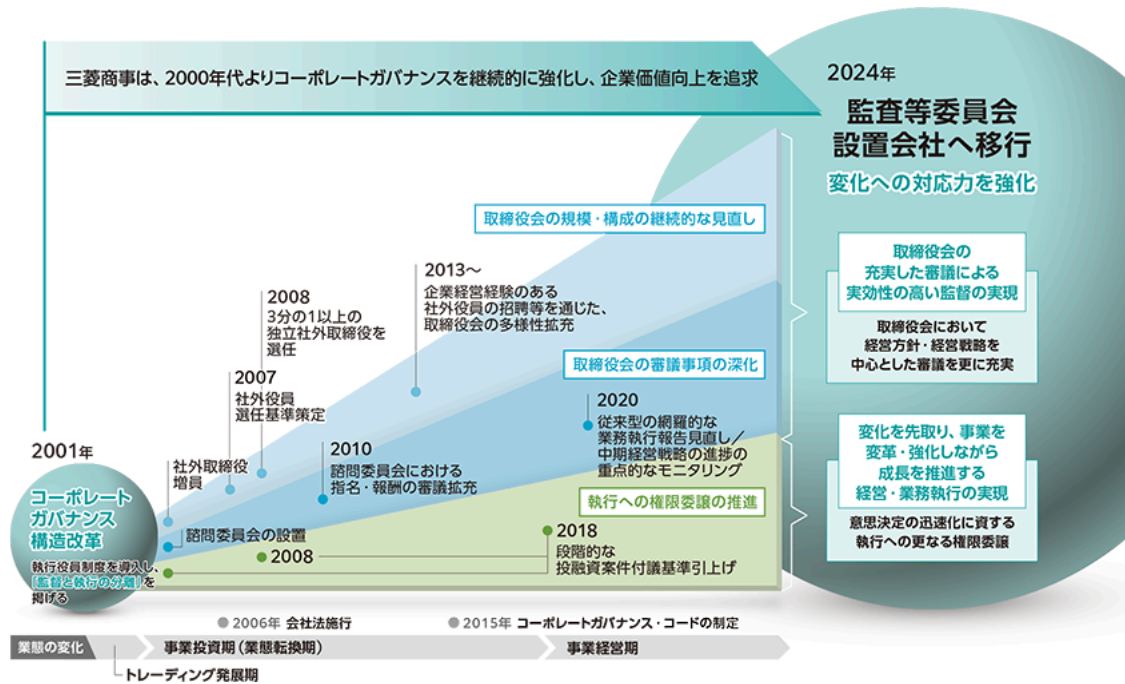 三菱商事は、2000年代よりコーポレートガバナンスを継続的に強化し、企業価値向上を追求
2024年
監査等委員会
設置会社へ移行
変化への対応力を強化
取締役会の規模・構成の継続的な見直し
2013～
企業経営経験のある
社外役員の招聘等を通じた、
取締役会の多様性拡充
2008
3分の1以上の
独立社外取締役を
選任
2007
社外役員
選任基準策定
社外取締役
増員
取締役会の審議事項の深化
2020
従来型の網羅的な
業務執行報告見直し／
中期経営戦略の進捗の
重点的なモニタリング
2010
諮問委員会における
指名・報酬の審議拡充
諮問委員会の設置
執行への権限委譲の推進
2008
2018
段階的な
投融資案件付議基準引上げ
2001年
コーポレート
ガバナンス
構造改革
執行役員制度を導入し、
「監督と執行の分離」を
掲げる
取締役会の
充実した審議による
実効性の高い監督の実現
取締役会において
経営方針・経営戦略を
中心とした審議を更に充実
変化を先取り、事業を
変革・強化しながら
成長を推進する
経営・業務執行の実現
意思決定の迅速化に資する
執行への更なる権限委譲
2006年 会社法施行
2015年 コーポレートガバナンス・コードの制定
業態の変化
事業投資期（業態転換期）
事業経営期
トレーディング発展期